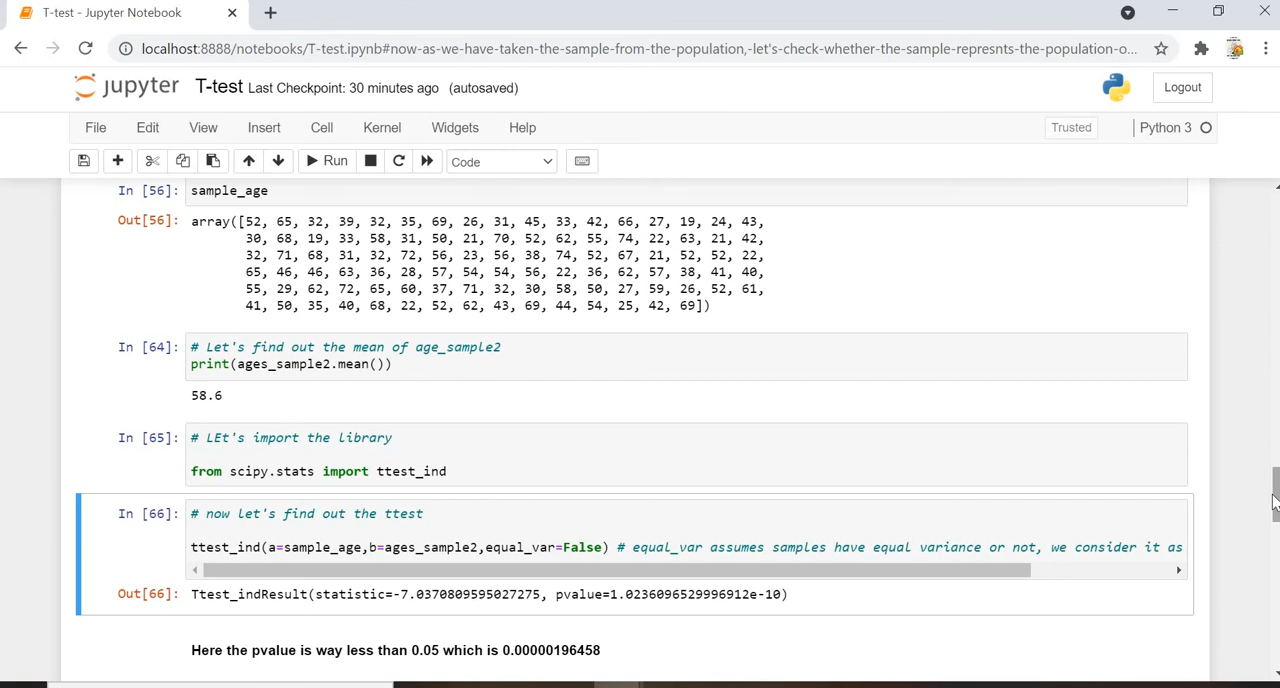 T-test - Jupyter Notebook
localhost:8888/notebooks/T-test.ipynb#now-as-we-have-taken-the-sample-from-the-population,-let's-check-whether-the-sample-represnts-the-population-o...
jupyter T-test Last Checkpoint: 30 minutes ago (autosaved)
Logout
File Edit View Insert Cell Kernel Widgets Help
Trusted Python 3
Run Code
In [56]: sample_age
Out[56]: array([52, 65, 32, 39, 32, 35, 69, 26, 31, 45, 33, 42, 66, 27, 19, 24, 43,
30, 68, 19, 33, 58, 31, 50, 21, 70, 52, 62, 55, 74, 22, 63, 21, 42,
32, 71, 68, 31, 32, 72, 56, 23, 56, 38, 74, 52, 67, 21, 52, 52, 22,
65, 46, 46, 63, 36, 28, 57, 54, 54, 56, 22, 36, 62, 57, 38, 41, 40,
55, 29, 62, 72, 65, 60, 37, 71, 32, 30, 58, 50, 27, 59, 26, 52, 61,
41, 50, 35, 40, 68, 22, 52, 62, 43, 69, 44, 54, 25, 42, 69])
In [64]: # Let's find out the mean of age_sample2
print(ages_sample2.mean())
58.6
In [65]: # LEt's import the library
from scipy.stats import ttest_ind
In [66]: # now let's find out the ttest
ttest_ind(a=sample_age,b=ages_sample2,equal_var=False) # equal_var assumes samples have equal variance or not, we consider it as
Out[66]: Ttest_indResult(statistic=-7.0370809595027275, pvalue=1.0236096529996912e-10)
Here the pvalue is way less than 0.05 which is 0.00000196458